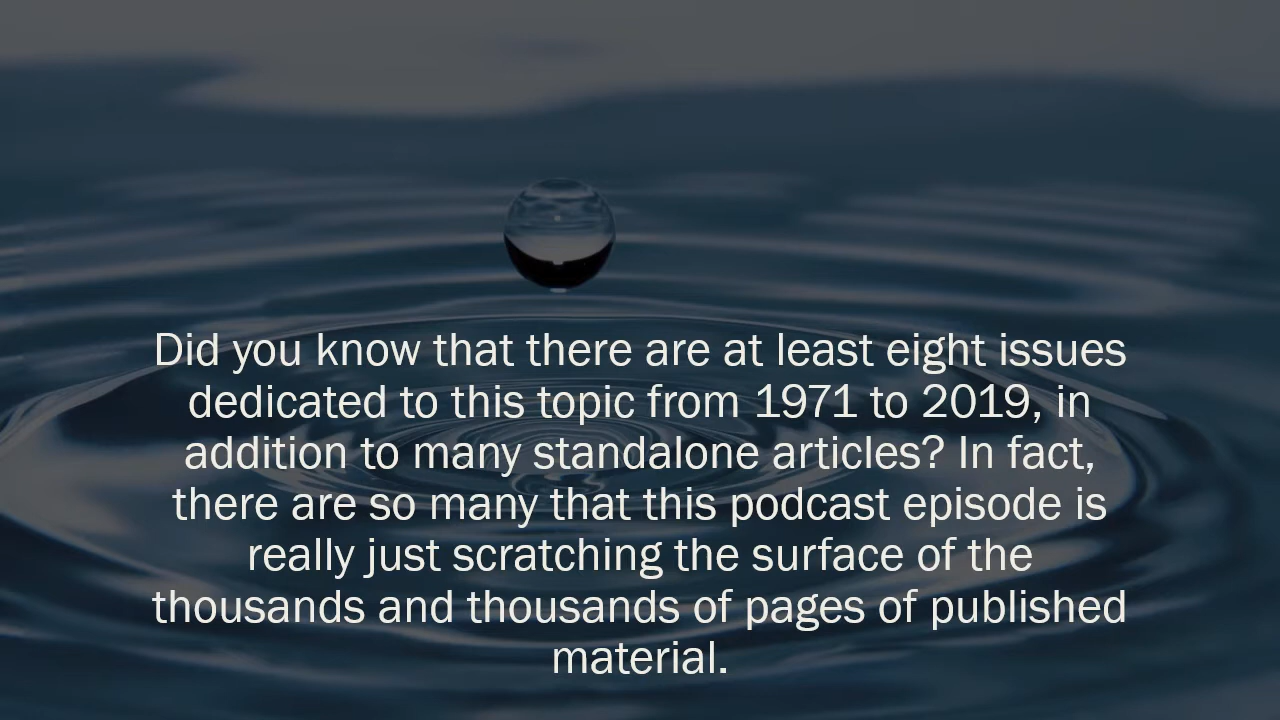 Did you know that there are at least eight issues
dedicated to this topic from 1971 to 2019, in
addition to many standalone articles? In fact,
there are so many that this podcast episode is
really just scratching the surface of the
thousands and thousands of pages of published
material.